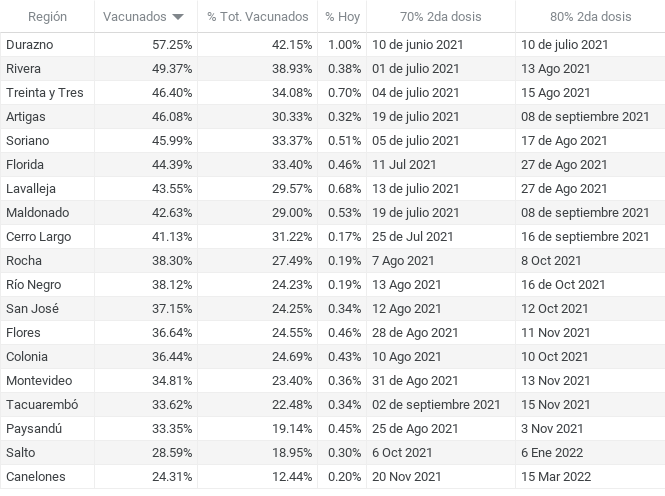 Región Vacunados % Tot. Vacunados % Hoy 70% 2da dosis 80% 2da dosis
Durazno 57.25% 42.15% 1.00% 10 de junio 2021 10 de julio 2021
Rivera 49.37% 38.93% 0.38% 01 de julio 2021 13 Ago 2021
Treinta y Tres 46.40% 34.08% 0.70% 04 de julio 2021 15 Ago 2021
Artigas 46.08% 30.33% 0.32% 19 de julio 2021 08 de septiembre 2021
Soriano 45.99% 33.37% 0.51% 05 de julio 2021 17 de Ago 2021
Florida 44.39% 33.40% 0.46% 11 Jul 2021 27 de Ago 2021
Lavalleja 43.55% 29.57% 0.68% 13 de julio 2021 27 de Ago 2021
Maldonado 42.63% 29.00% 0.53% 19 de julio 2021 08 de septiembre 2021
Cerro Largo 41.13% 31.22% 0.17% 25 de Jul 2021 16 de septiembre 2021
Rocha 38.30% 27.49% 0.19% 7 Ago 2021 8 Oct 2021
Río Negro 38.12% 24.23% 0.19% 13 Ago 2021 16 de Oct 2021
San José 37.15% 24.25% 0.34% 12 Ago 2021 12 Oct 2021
Flores 36.64% 24.55% 0.46% 28 de Ago 2021 11 Nov 2021
Colonia 36.44% 24.69% 0.43% 10 Ago 2021 10 Oct 2021
Montevideo 34.81% 23.40% 0.36% 31 de Ago 2021 13 Nov 2021
Tacuarembó 33.62% 22.48% 0.34% 02 de septiembre 2021 15 Nov 2021
Paysandú 33.35% 19.14% 0.45% 25 de Ago 2021 3 Nov 2021
Salto 28.59% 18.95% 0.30% 6 Oct 2021 6 Ene 2022
Canelones 24.31% 12.44% 0.20% 20 Nov 2021 15 Mar 2022